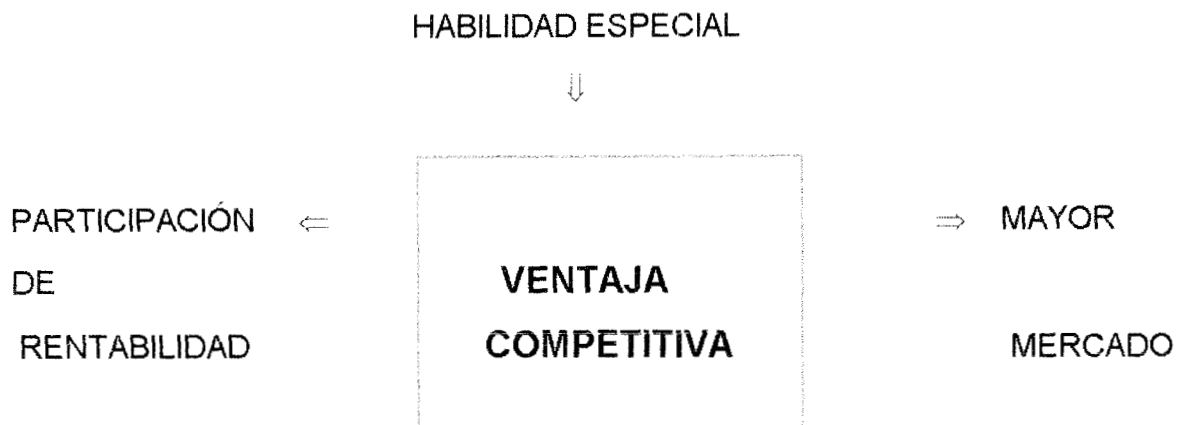 HABILIDAD ESPECIAL
⇓
PARTICIPACIÓN ⇐ ⇒ MAYOR
DE VENTAJA
RENTABILIDAD COMPETITIVA MERCADO